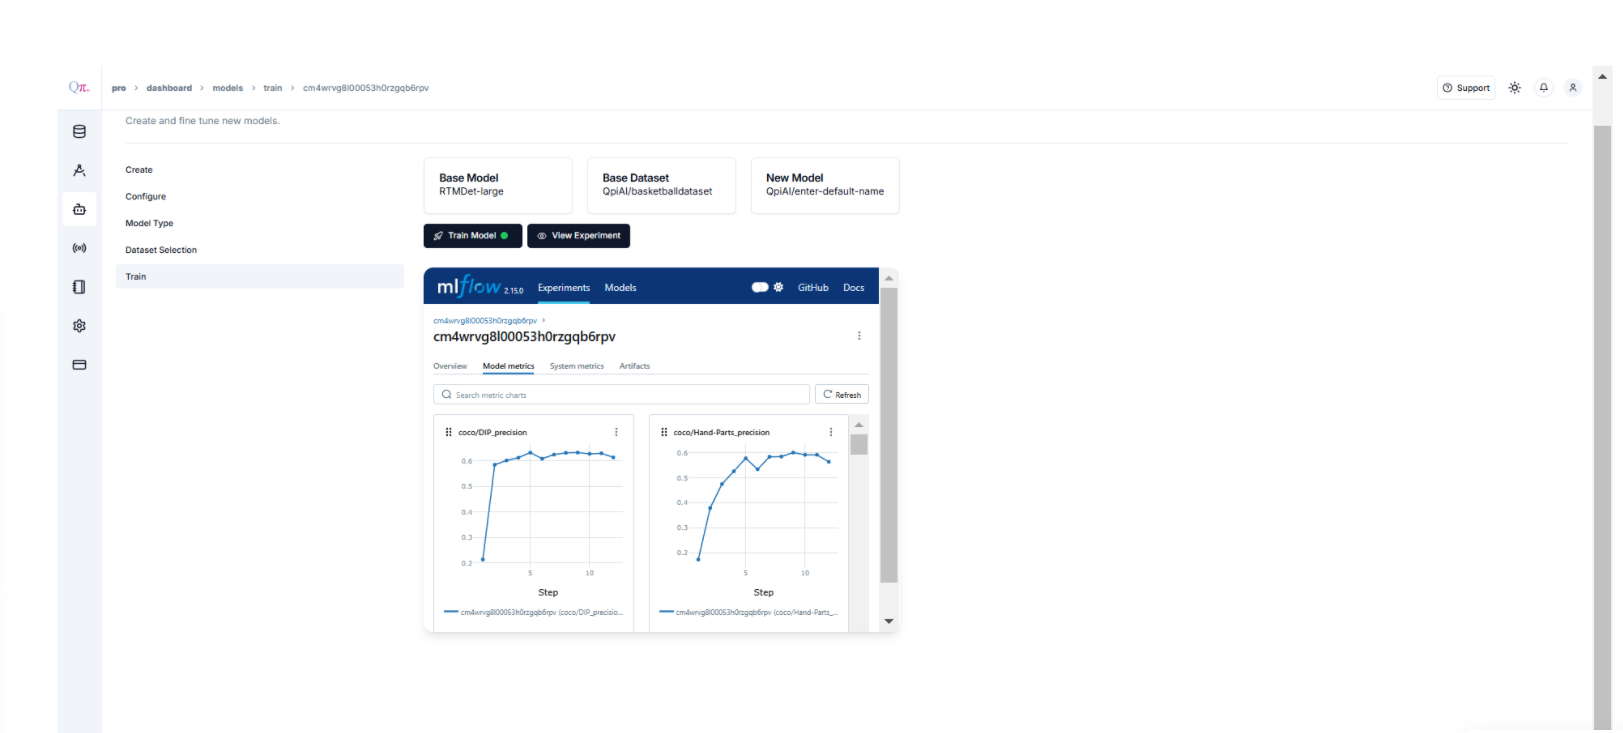 Qπ.
pro > dashboard > models > train > cm4wrvg8l00053h0rzgqb6rpv
Support
Create and fine tune new models.
Create
Configure
Model Type
Dataset Selection
Train
Base Model
RTMDet-large
Base Dataset
QpiAI/basketballdataset
New Model
QpiAI/enter-default-name
Train Model
View Experiment
mlflow 2.15.0 Experiments Models GitHub Docs
cm4wrvg8l00053h0rzgqb6rpv >
cm4wrvg8l00053h0rzgqb6rpv
Overview Model metrics System metrics Artifacts
Search metric charts
Refresh
coco/DIP_precision
0.6
0.5
0.4
0.3
0.2
5 10
Step
cm4wrvg8l00053h0rzgqb6rpv (coco/DIP_precisio...
coco/Hand-Parts_precision
0.6
0.5
0.4
0.3
0.2
5 10
Step
cm4wrvg8l00053h0rzgqb6rpv (coco/Hand-Parts_...